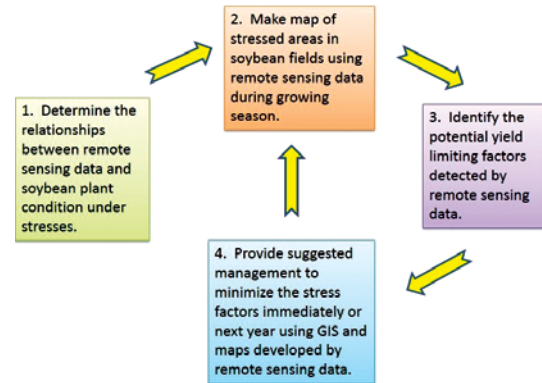 1.  Determine the
relationships
between remote
sensing data and
soybean plant
condition under
stresses.
2.  Make map of
stressed areas in
soybean fields using
remote sensing data
during growing
season.
3.  Identify the
potential yield
limiting factors
detected by
remote sensing
data.
4.  Provide suggested
management to
minimize the stress
factors immediately or
next year using GIS and
maps developed by
remote sensing data.